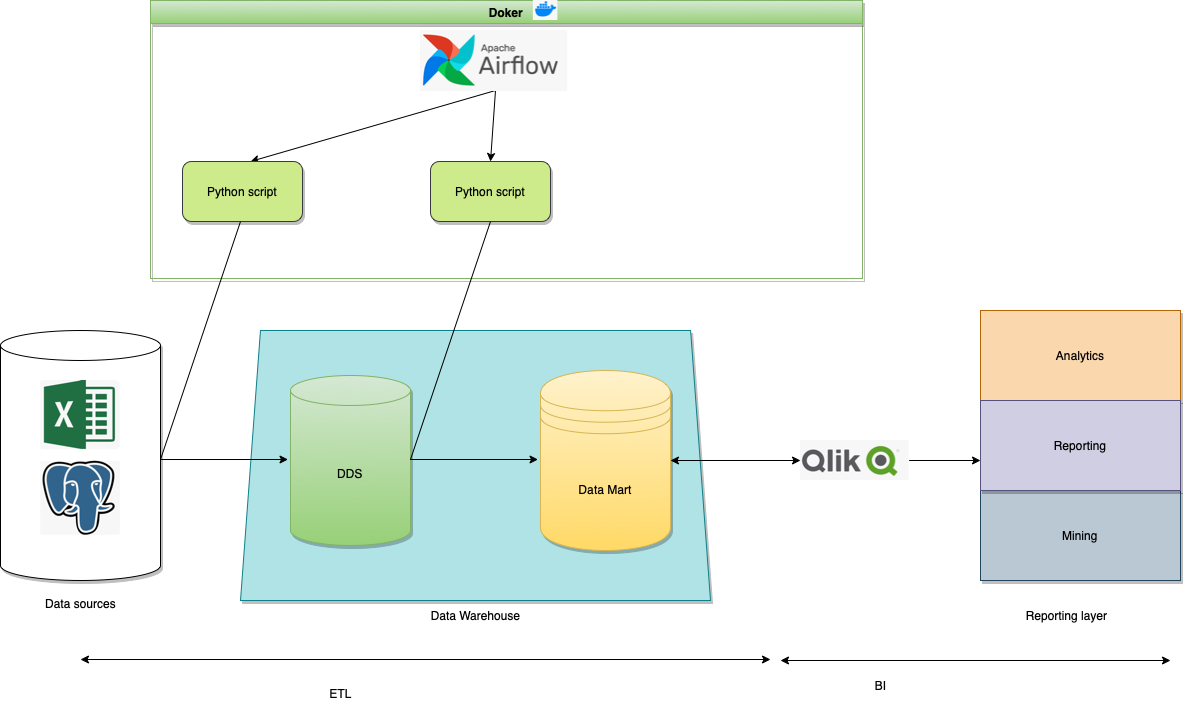 Doker
Apache
Airflow
Python script
Python script
X
DDS
Data Mart
Qlik Q
Analytics
Reporting
Mining
Data sources
Data Warehouse
Reporting layer
ETL
BI